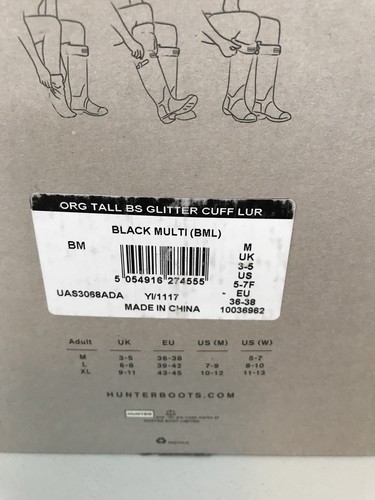 ORG TALL BS GLITTER CUFF LUR
BLACK MULTI (BML)
BM
M
UK
3-5
US
5-7F
- EU
36-38
5 054916 274555
UAS3068ADA YI/1117
MADE IN CHINA 10036982
Adult UK EU US (M) US (W)
M 3-5 36-38 - 5-7
L 6-8 39-42 7-9 8-10
XL 9-11 43-45 10-12 11-13
HUNTERBOOTS.COM
HUNTER